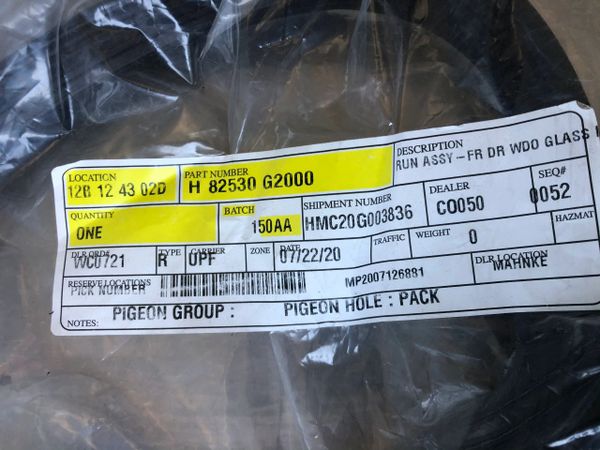 LOCATION PART NUMBER DESCRIPTION
12B 12 43 02D H 82530 G2000 RUN ASSY-FR DR WDO GLASS
QUANTITY BATCH SHIPMENT NUMBER DEALER SEQ#
ONE 150AA HMC20G003836 CO050 0052
DLR ORD# TYPE CARRIER ZONE DATE TRAFFIC WEIGHT HAZMAT
WC0721 R UPF 07/22/20 0
RESERVE LOCATIONS DLR LOCATION
PICK NUMBER MP2007126881 MAHNKE
NOTES: PIGEON GROUP : PIGEON HOLE : PACK